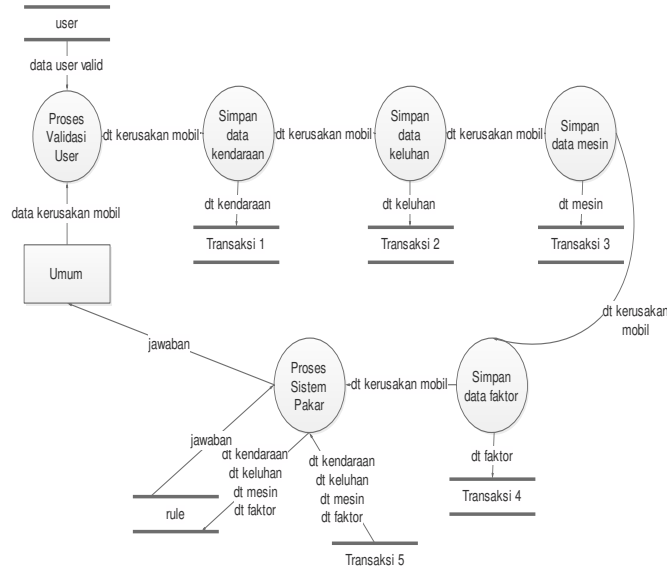 user
data user valid
Proses
Validasi
User
dt kerusakan mobil
Simpan
data
kendaraan
dt kerusakan mobil
Simpan
data
keluhan
dt kerusakan mobil
Simpan
data mesin
data kerusakan mobil
dt kendaraan
dt keluhan
dt mesin
Transaksi 1
Transaksi 2
Transaksi 3
Umum
dt kerusakan
mobil
jawaban
Proses
Sistem
Pakar
dt kerusakan mobil
Simpan
data faktor
jawaban
dt kendaraan
dt keluhan
dt mesin
dt faktor
dt kendaraan
dt keluhan
dt mesin
dt faktor
dt faktor
Transaksi 4
rule
Transaksi 5